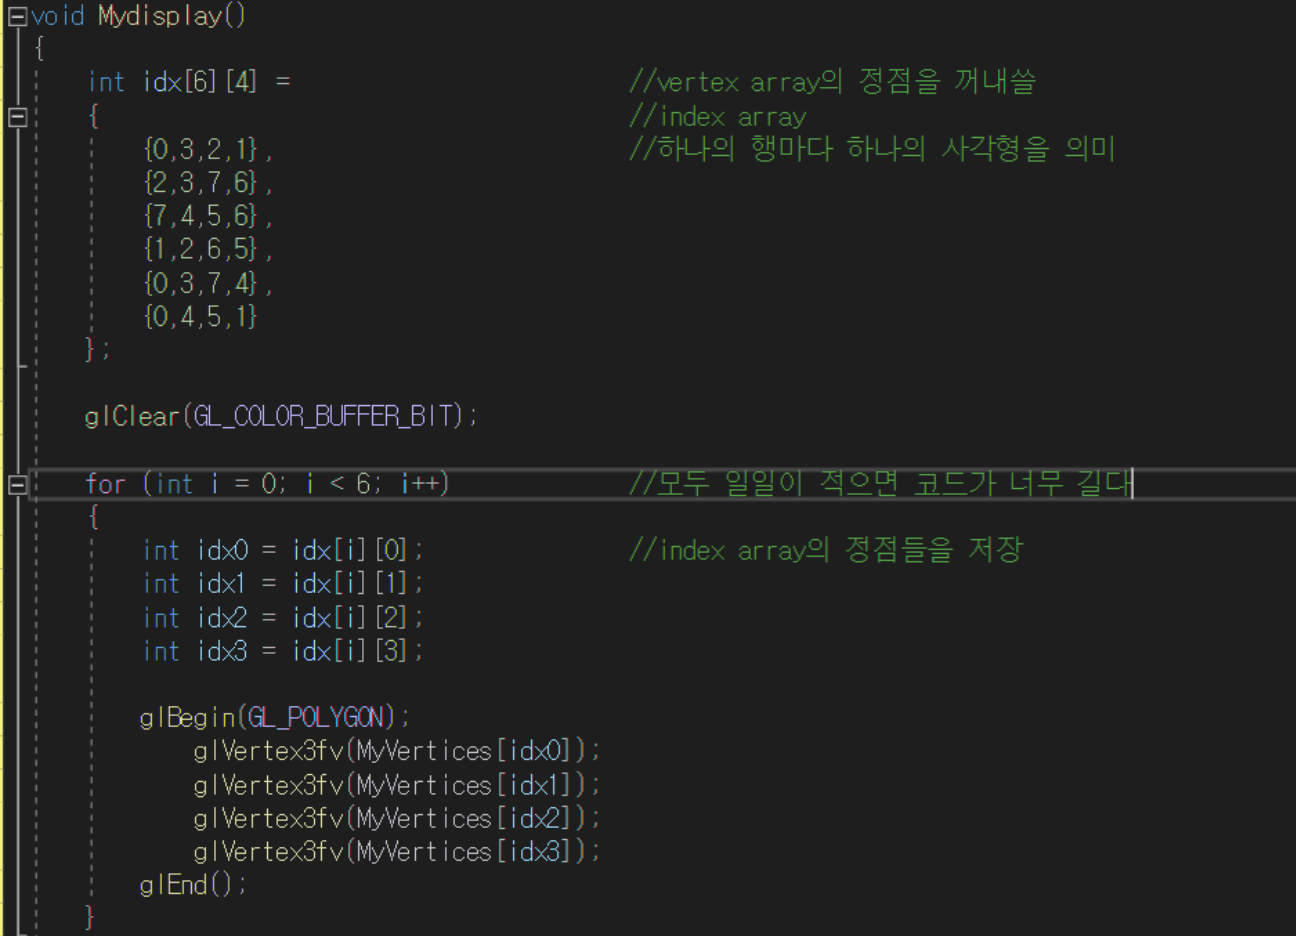 void Mydisplay()
{
int idx[6][4] = //vertex array의 정점을 꺼내쓸
{ //index array
{0,3,2,1}, //하나의 행마다 하나의 사각형을 의미
{2,3,7,6},
{7,4,5,6},
{1,2,6,5},
{0,3,7,4},
{0,4,5,1}
};
glClear(GL_COLOR_BUFFER_BIT);
for (int i = 0; i < 6; i++) //모두 일일이 적으면 코드가 너무 길다
{
int idx0 = idx[i][0]; //index array의 정점들을 저장
int idx1 = idx[i][1];
int idx2 = idx[i][2];
int idx3 = idx[i][3];
glBegin(GL_POLYGON);
glVertex3fv(MyVertices[idx0]);
glVertex3fv(MyVertices[idx1]);
glVertex3fv(MyVertices[idx2]);
glVertex3fv(MyVertices[idx3]);
glEnd();
}